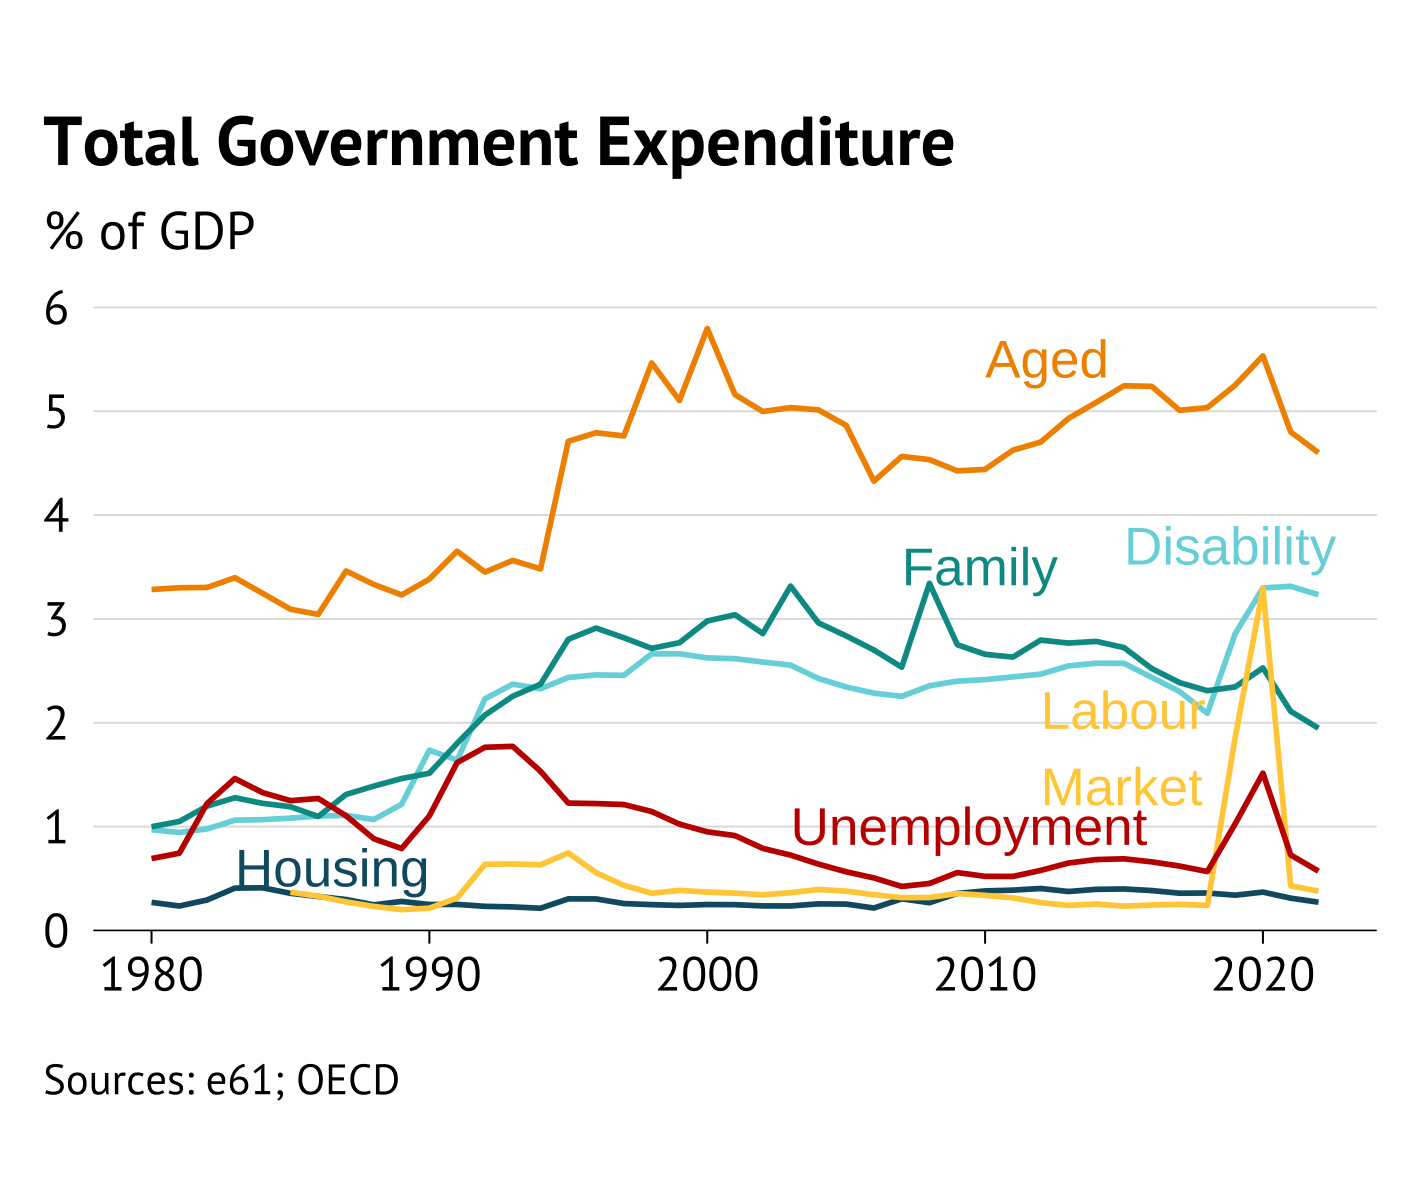 Total Government Expenditure
% of GDP
6
Aged
5
4
Disability
Family
3
Labour
2
Market
Unemployment
1
Housing
0
1980 1990 2000 2010 2020
Sources: e61; OECD